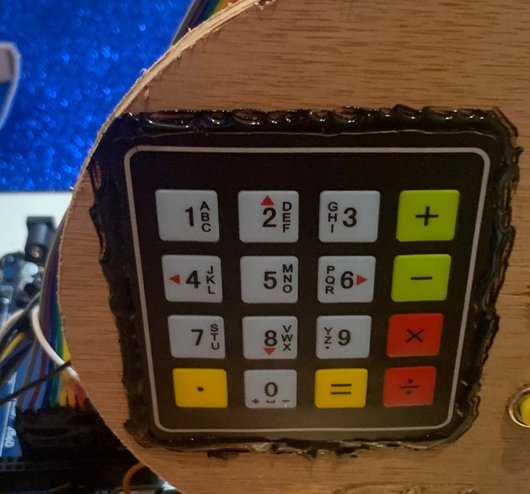 1 ABC 2 DEF GHI 3 +
4 JKL 5 MNO PQR 6 −
7 STU 8 VWX YZ. 9 ×
. 0 + ␣ − = ÷